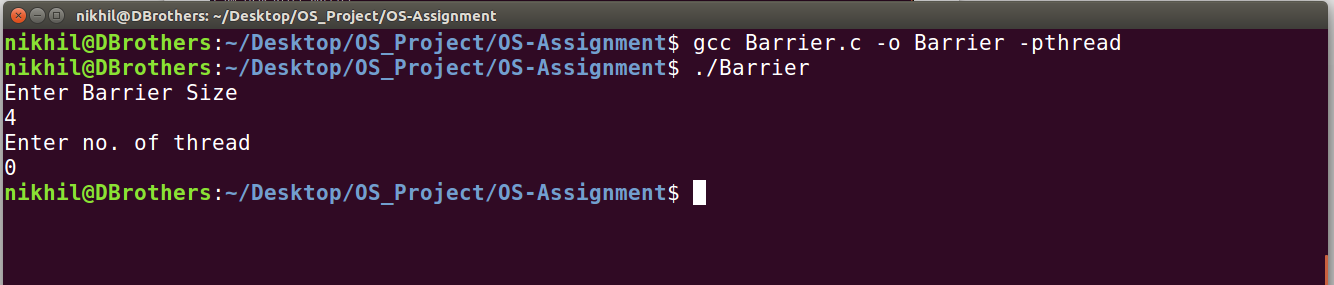 nikhil@DBrothers: ~/Desktop/OS_Project/OS-Assignment
nikhil@DBrothers:~/Desktop/OS_Project/OS-Assignment$ gcc Barrier.c -o Barrier -pthread
nikhil@DBrothers:~/Desktop/OS_Project/OS-Assignment$ ./Barrier
Enter Barrier Size
4
Enter no. of thread
0
nikhil@DBrothers:~/Desktop/OS_Project/OS-Assignment$